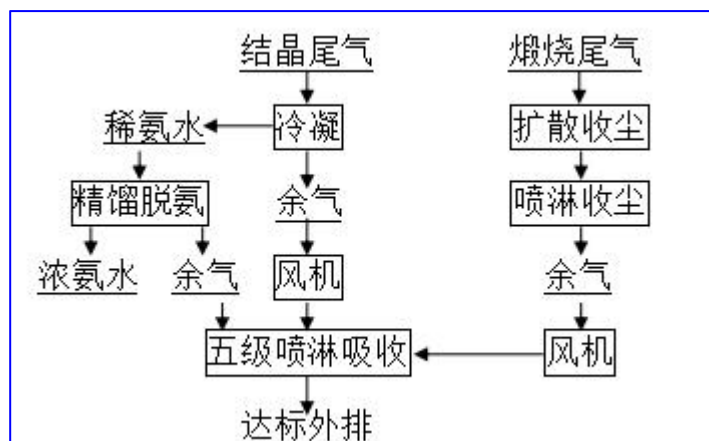 结晶尾气
煅烧尾气
稀氨水
冷凝
扩散收尘
精馏脱氨
余气
喷淋收尘
浓氨水
余气
风机
余气
五级喷淋吸收
风机
达标外排